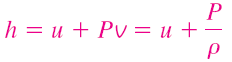 h = u + Pv = u + P/ρ